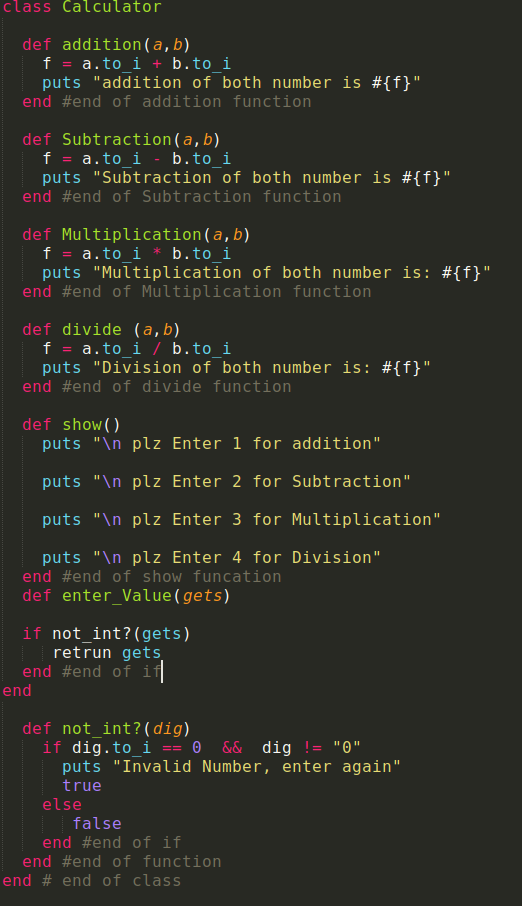 class Calculator
def addition(a,b)
f = a.to_i + b.to_i
puts "addition of both number is #{f}"
end #end of addition function
def Subtraction(a,b)
f = a.to_i - b.to_i
puts "Subtraction of both number is #{f}"
end #end of Subtraction function
def Multiplication(a,b)
f = a.to_i * b.to_i
puts "Multiplication of both number is: #{f}"
end #end of Multiplication function
def divide (a,b)
f = a.to_i / b.to_i
puts "Division of both number is: #{f}"
end #end of divide function
def show()
puts "\n plz Enter 1 for addition"
puts "\n plz Enter 2 for Subtraction"
puts "\n plz Enter 3 for Multiplication"
puts "\n plz Enter 4 for Division"
end #end of show funcation
def enter_Value(gets)
if not_int?(gets)
retrun gets
end #end of if
end
def not_int?(dig)
if dig.to_i == 0  &&  dig != "0"
puts "Invalid Number, enter again"
true
else
false
end #end of if
end #end of function
end # end of class